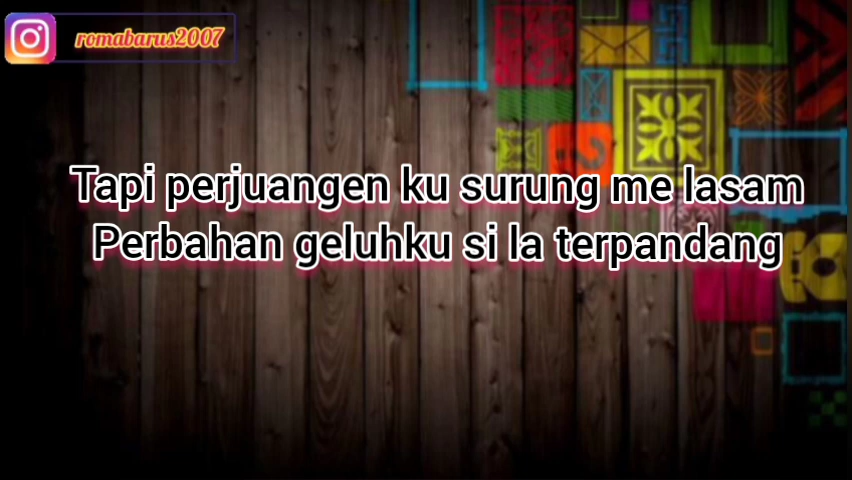 romabarus2007
Tapi perjuangen ku surung me lasam
Perbahan geluhku si la terpandang